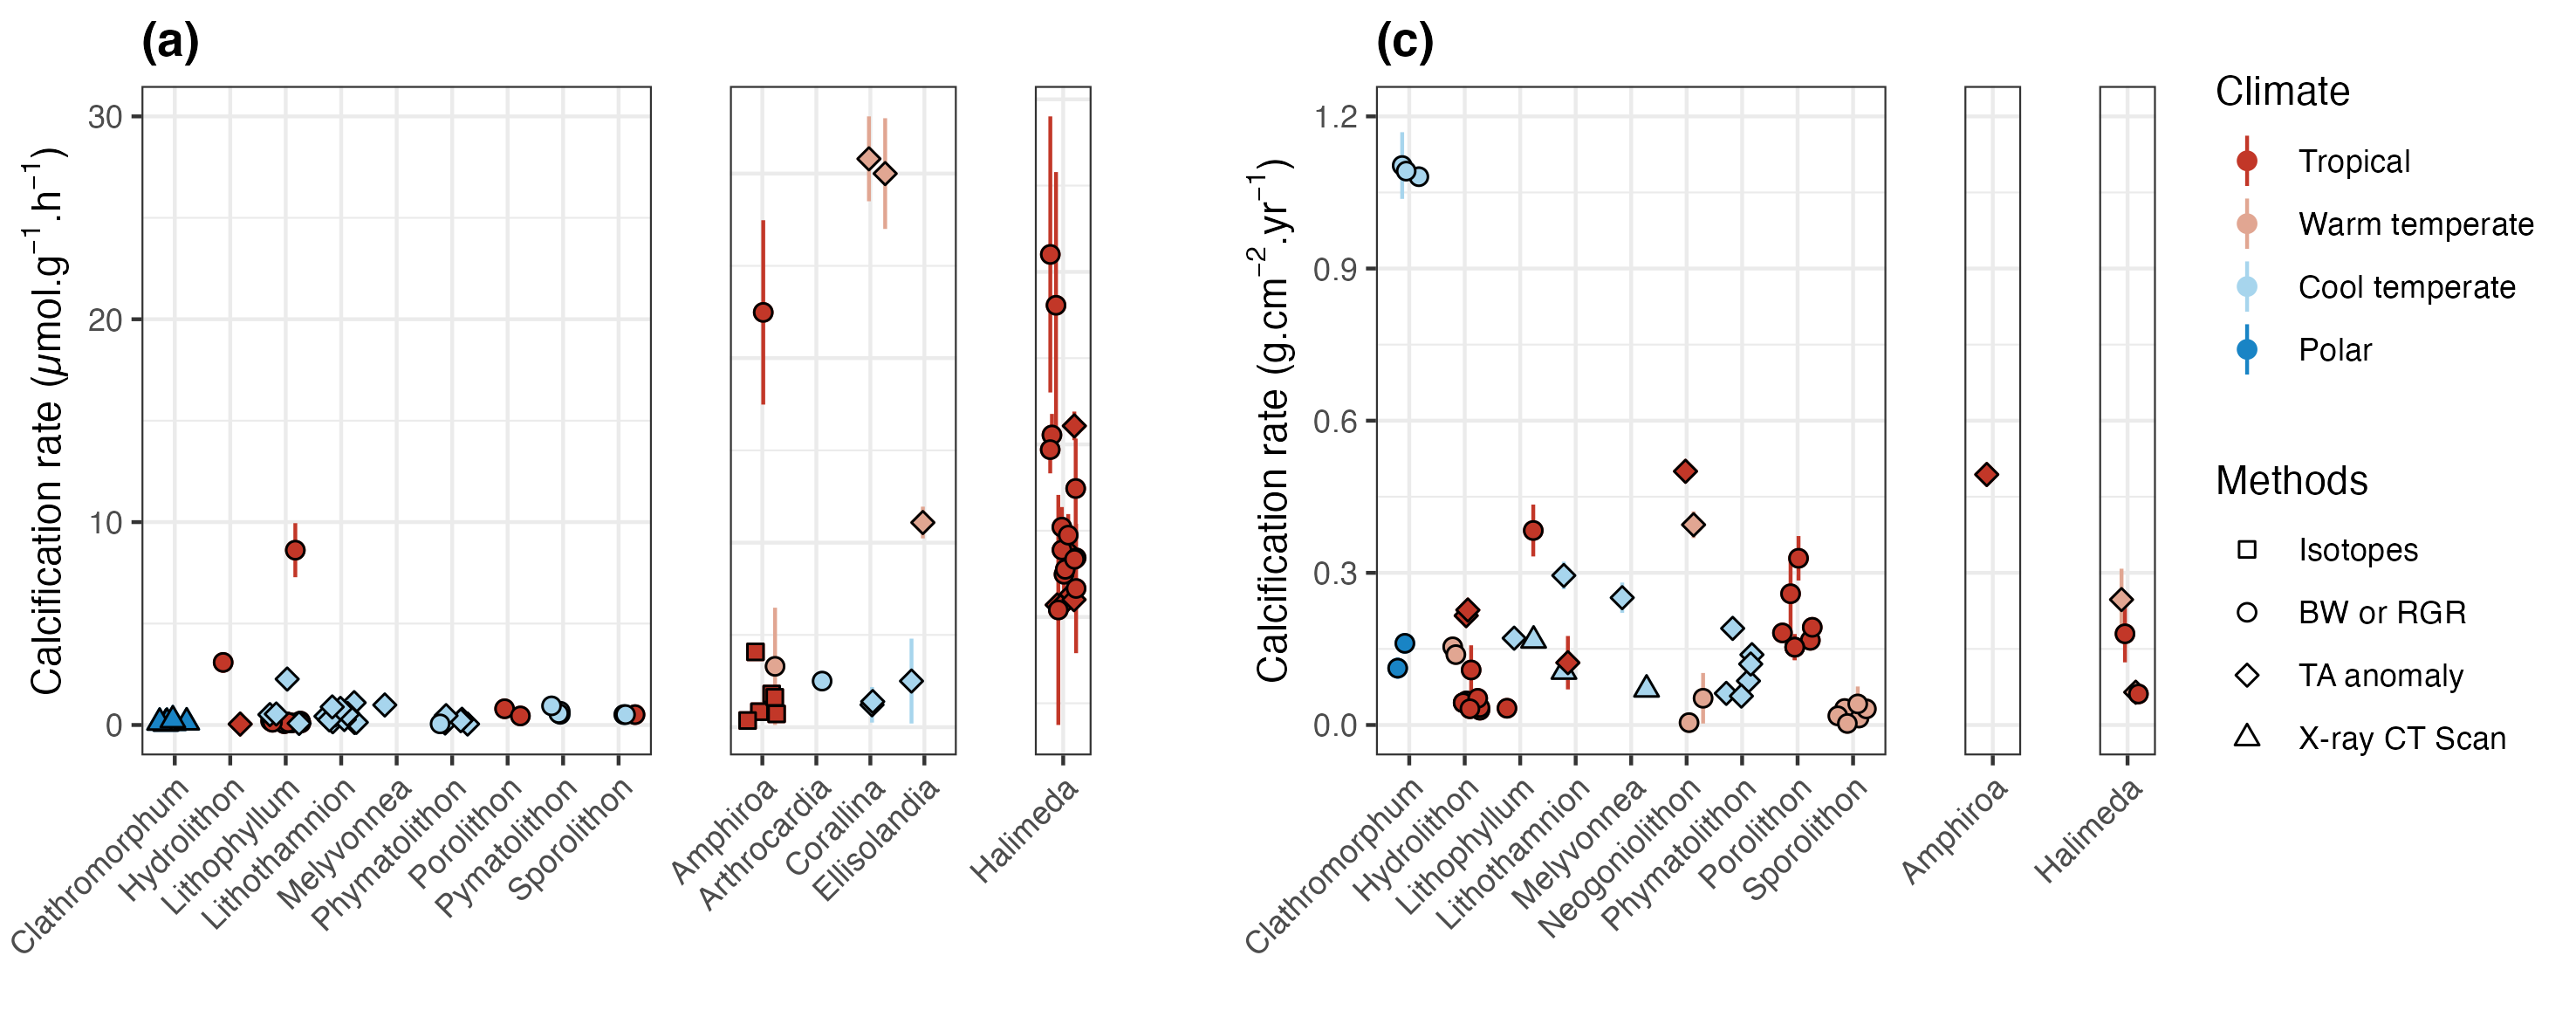 (a)
Calcification rate (μmol.g⁻¹.h⁻¹)
30
20
10
0
Clathromorphum
Hydrolithon
Lithophyllum
Lithothamnion
Melyvonnea
Phymatolithon
Porolithon
Pymatolithon
Sporolithon
Amphiroa
Arthrocardia
Corallina
Ellisolandia
Halimeda
(c)
Calcification rate (g.cm⁻².yr⁻¹)
1.2
0.9
0.6
0.3
0.0
Clathromorphum
Hydrolithon
Lithophyllum
Lithothamnion
Melyvonnea
Neogoniolithon
Phymatolithon
Porolithon
Sporolithon
Amphiroa
Halimeda
Climate
Tropical
Warm temperate
Cool temperate
Polar
Methods
Isotopes
BW or RGR
TA anomaly
X-ray CT Scan